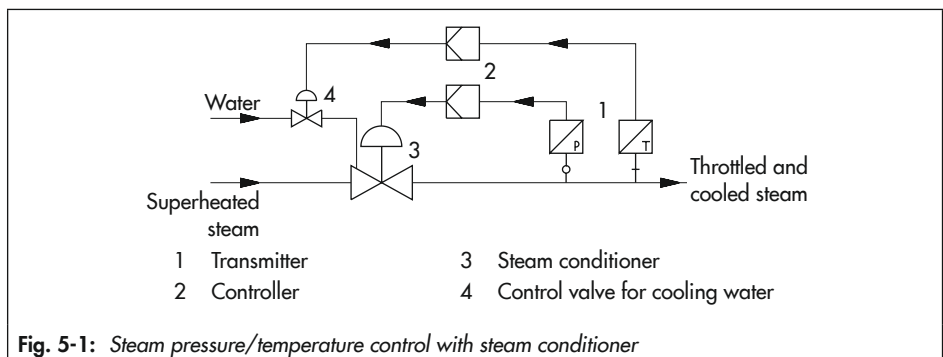 2
4
Water
1
3
P
T
Throttled and
cooled steam
Superheated
steam
1 Transmitter
2 Controller
3 Steam conditioner
4 Control valve for cooling water
Fig. 5-1: Steam pressure/temperature control with steam conditioner